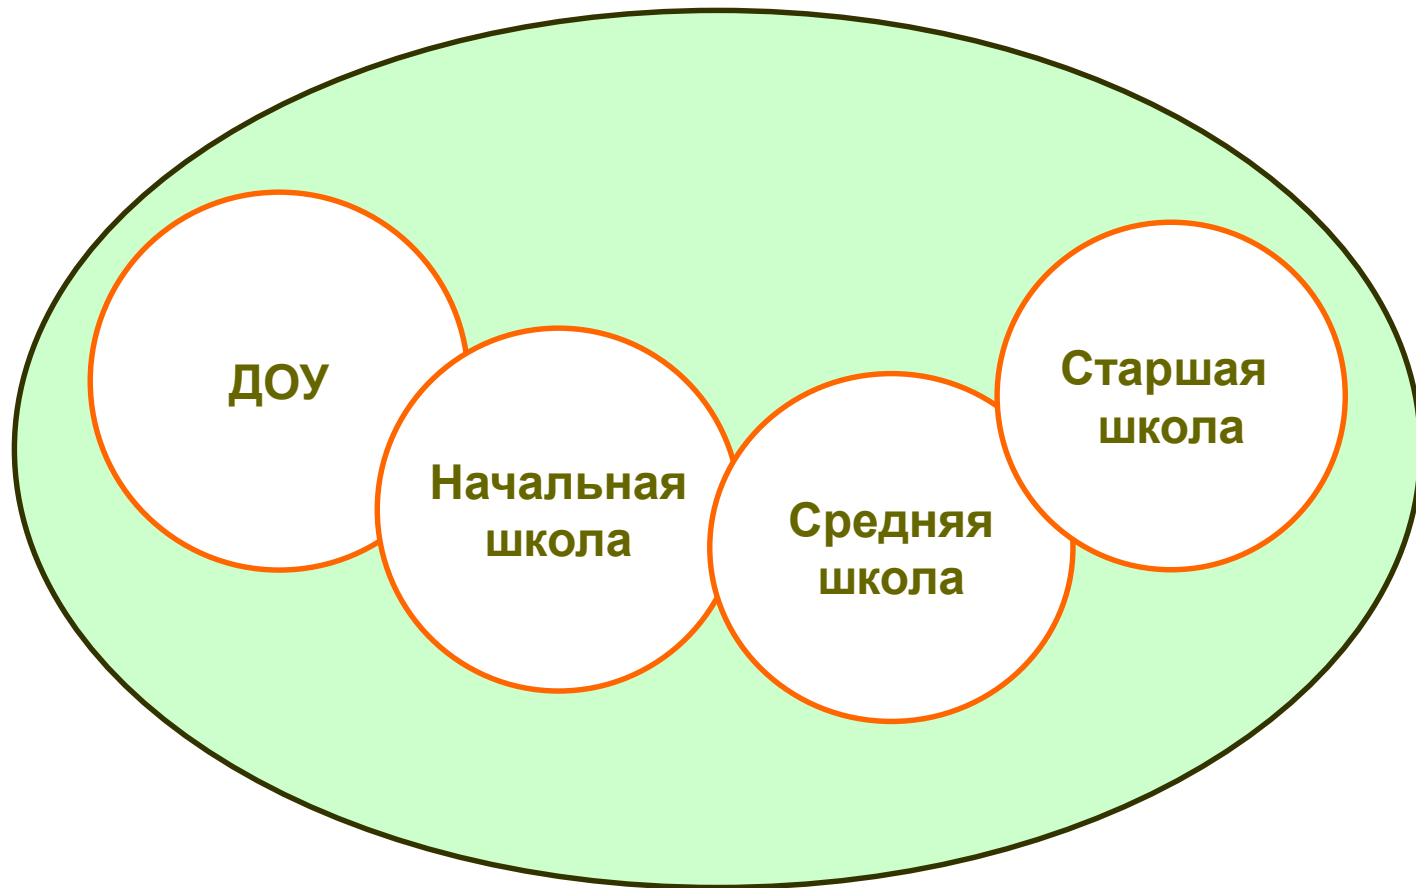 ДОУ
Начальная
школа
Средняя
школа
Старшая
школа